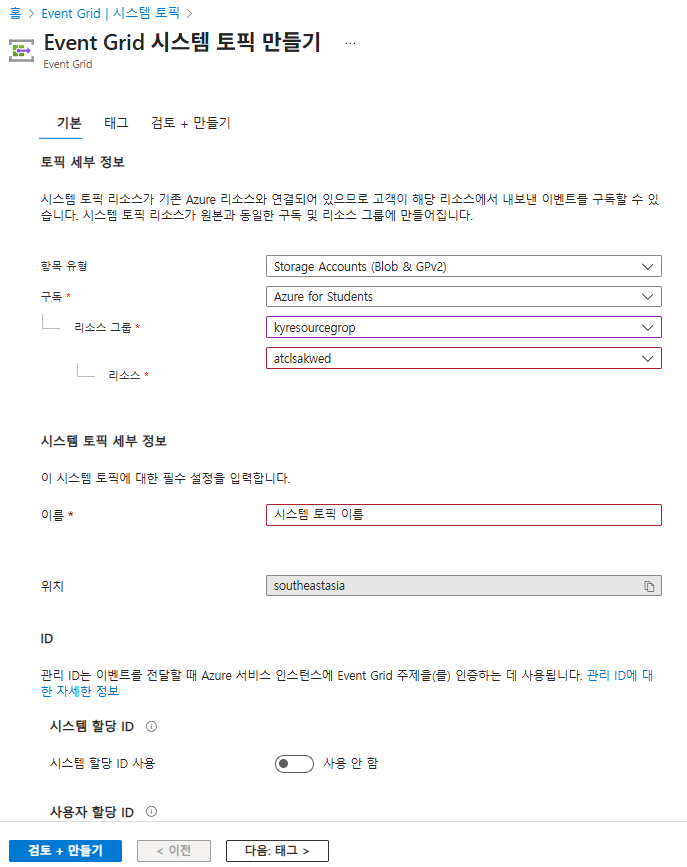 홈 > Event Grid | 시스템 토픽 >
Event Grid 시스템 토픽 만들기 ...
Event Grid
기본 태그 검토 + 만들기
토픽 세부 정보
시스템 토픽 리소스가 기존 Azure 리소스와 연결되어 있으므로 고객이 해당 리소스에서 내보낸 이벤트를 구독할 수 있
습니다. 시스템 토픽 리소스가 원본과 동일한 구독 및 리소스 그룹에 만들어집니다.
항목 유형 Storage Accounts (Blob & GPv2)
구독 * Azure for Students
리소스 그룹 * kyresourcegrop
리소스 * atclsakwed
시스템 토픽 세부 정보
이 시스템 토픽에 대한 필수 설정을 입력합니다.
이름 * 시스템 토픽 이름
위치 southeastasia
ID
관리 ID는 이벤트를 전달할 때 Azure 서비스 인스턴스에 Event Grid 주제을(를) 인증하는 데 사용됩니다. 관리 ID에 대
한 자세한 정보
시스템 할당 ID
시스템 할당 ID 사용 사용 안 함
사용자 할당 ID
검토 + 만들기 < 이전 다음: 태그 >